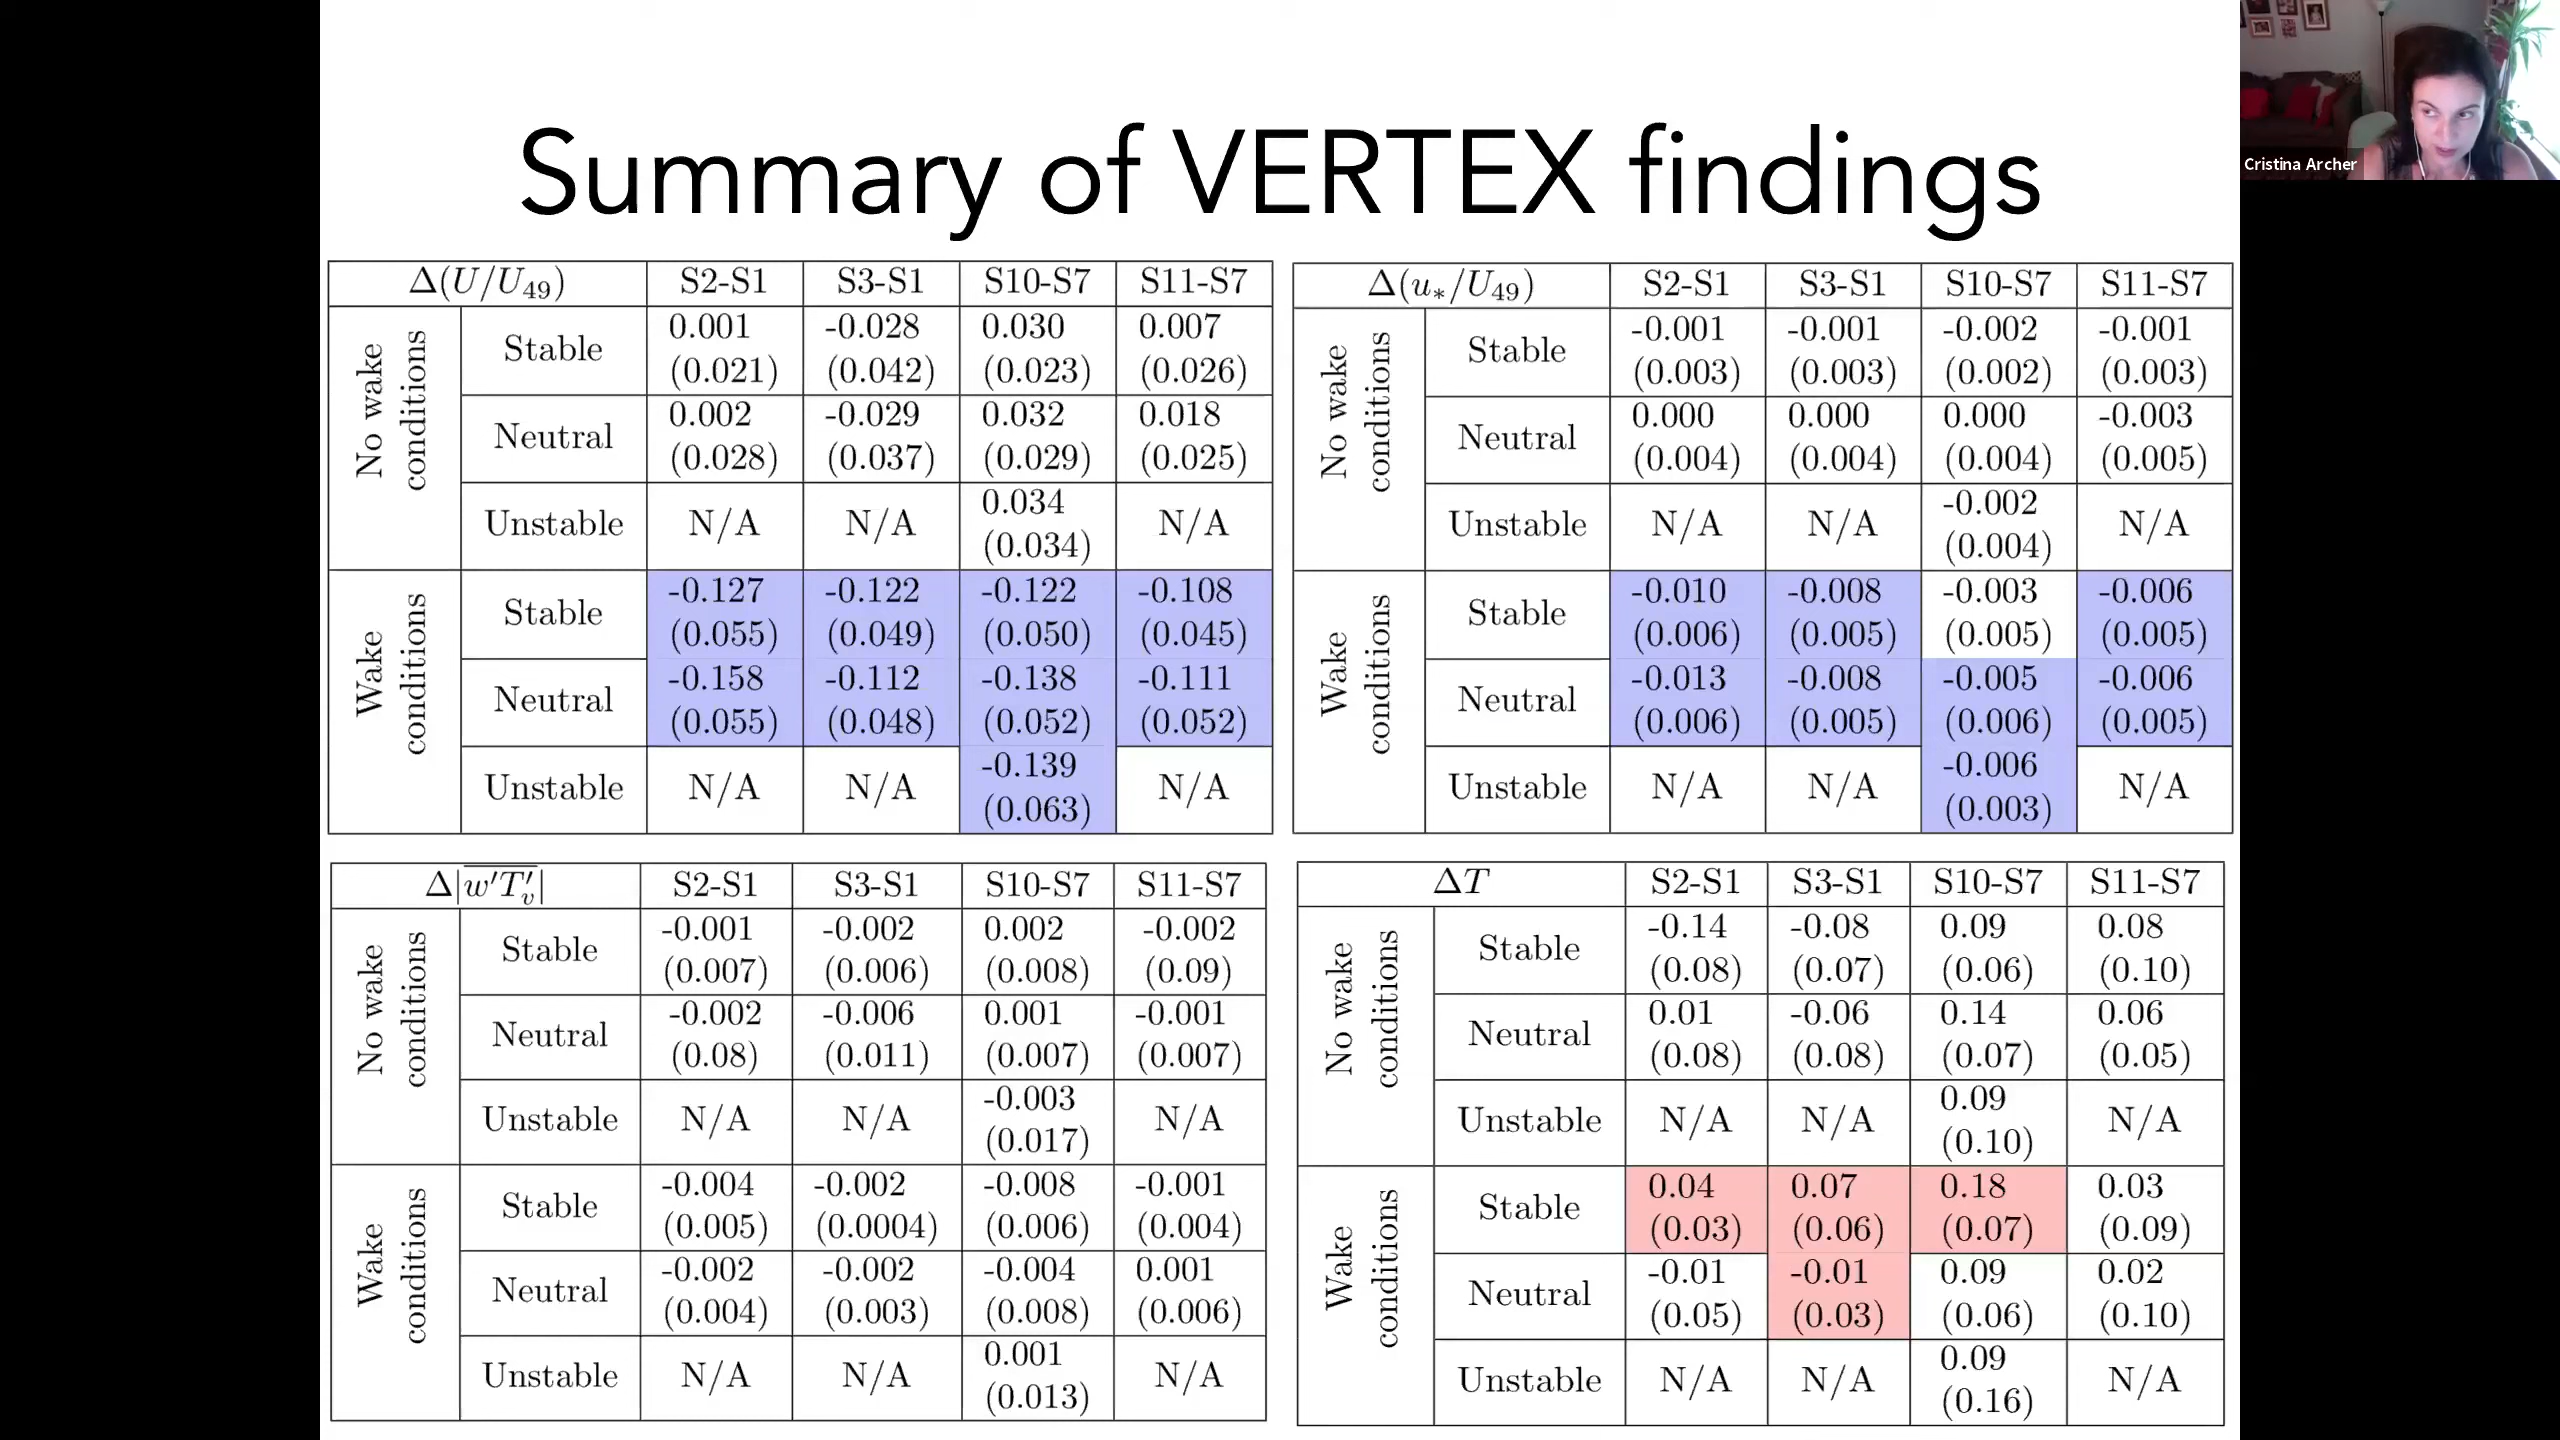 Summary of VERTEX findings
Cristina Archer
Δ(U/U₄₉) S2-S1 S3-S1 S10-S7 S11-S7
No wake conditions
Stable 0.001 (0.021) -0.028 (0.042) 0.030 (0.023) 0.007 (0.026)
Neutral 0.002 (0.028) -0.029 (0.037) 0.032 (0.029) 0.018 (0.025)
Unstable N/A N/A 0.034 (0.034) N/A
Wake conditions
Stable -0.127 (0.055) -0.122 (0.049) -0.122 (0.050) -0.108 (0.045)
Neutral -0.158 (0.055) -0.112 (0.048) -0.138 (0.052) -0.111 (0.052)
Unstable N/A N/A -0.139 (0.063) N/A
Δ(u∗/U₄₉) S2-S1 S3-S1 S10-S7 S11-S7
No wake conditions
Stable -0.001 (0.003) -0.001 (0.003) -0.002 (0.002) -0.001 (0.003)
Neutral 0.000 (0.004) 0.000 (0.004) 0.000 (0.004) -0.003 (0.005)
Unstable N/A N/A -0.002 (0.004) N/A
Wake conditions
Stable -0.010 (0.006) -0.008 (0.005) -0.003 (0.005) -0.006 (0.005)
Neutral -0.013 (0.006) -0.008 (0.005) -0.005 (0.006) -0.006 (0.005)
Unstable N/A N/A -0.006 (0.003) N/A
Δ|w′T′ᵥ| S2-S1 S3-S1 S10-S7 S11-S7
No wake conditions
Stable -0.001 (0.007) -0.002 (0.006) 0.002 (0.008) -0.002 (0.09)
Neutral -0.002 (0.08) -0.006 (0.011) 0.001 (0.007) -0.001 (0.007)
Unstable N/A N/A -0.003 (0.017) N/A
Wake conditions
Stable -0.004 (0.005) -0.002 (0.0004) -0.008 (0.006) -0.001 (0.004)
Neutral -0.002 (0.004) -0.002 (0.003) -0.004 (0.008) 0.001 (0.006)
Unstable N/A N/A 0.001 (0.013) N/A
ΔT S2-S1 S3-S1 S10-S7 S11-S7
No wake conditions
Stable -0.14 (0.08) -0.08 (0.07) 0.09 (0.06) 0.08 (0.10)
Neutral 0.01 (0.08) -0.06 (0.08) 0.14 (0.07) 0.06 (0.05)
Unstable N/A N/A 0.09 (0.10) N/A
Wake conditions
Stable 0.04 (0.03) 0.07 (0.06) 0.18 (0.07) 0.03 (0.09)
Neutral -0.01 (0.05) -0.01 (0.03) 0.09 (0.06) 0.02 (0.10)
Unstable N/A N/A 0.09 (0.16) N/A